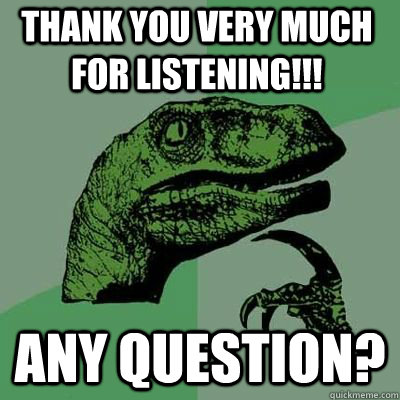 THANK YOU VERY MUCH
FOR LISTENING!!!
ANY QUESTION?
quickmeme.com